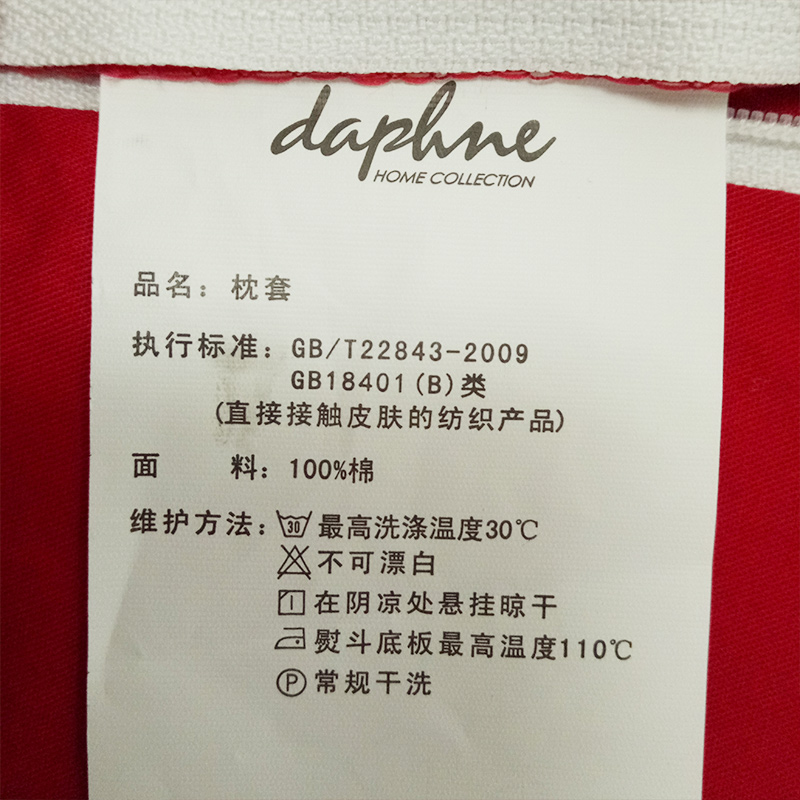 daphne
HOME COLLECTION
品名：枕套
执行标准：GB/T22843-2009
GB18401(B)类
(直接接触皮肤的纺织产品)
面 料：100%棉
维护方法：30 最高洗涤温度30℃
不可漂白
在阴凉处悬挂晾干
熨斗底板最高温度110℃
P 常规干洗